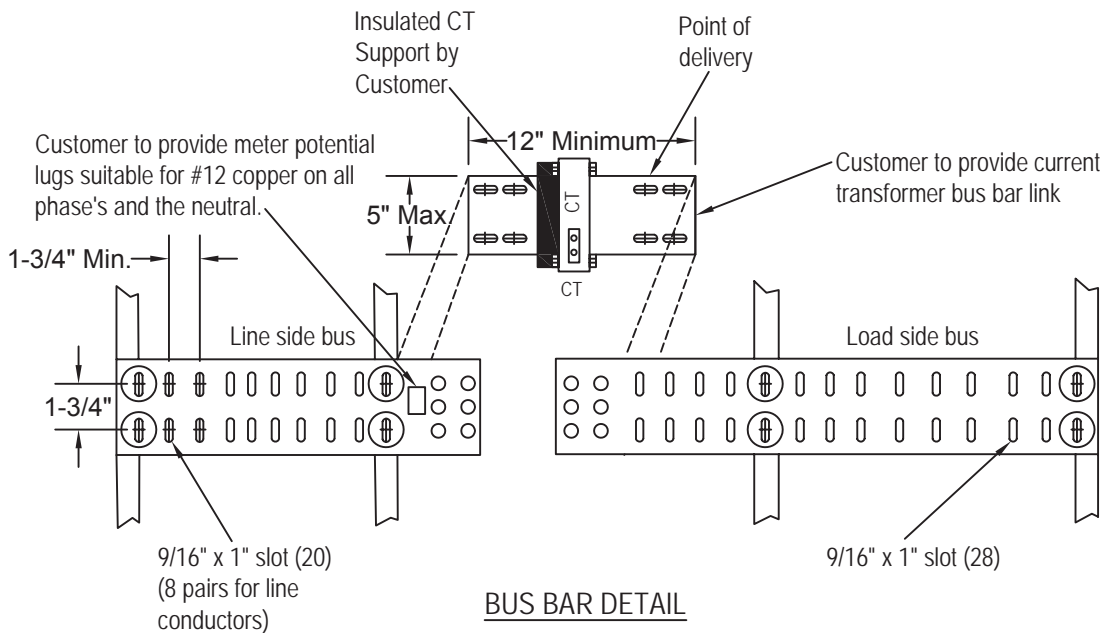 Insulated CT
Support by
Customer
Point of
delivery
12" Minimum
Customer to provide meter potential
lugs suitable for #12 copper on all
phase's and the neutral.
Customer to provide current
transformer bus bar link
5" Max.
CT
CT
1-3/4" Min.
Line side bus
Load side bus
1-3/4"
9/16" x 1" slot (20)
(8 pairs for line
conductors)
9/16" x 1" slot (28)
BUS BAR DETAIL